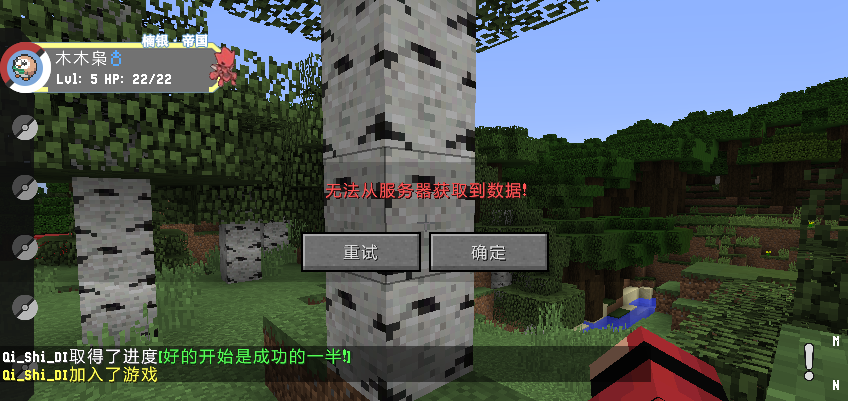 楠银·帝国
木木枭
Lvl: 5 HP: 22/22
无法从服务器获取到数据!
重试
确定
Qi_Shi_DI取得了进度[好的开始是成功的一半!]
Qi_Shi_DI加入了游戏
M
N